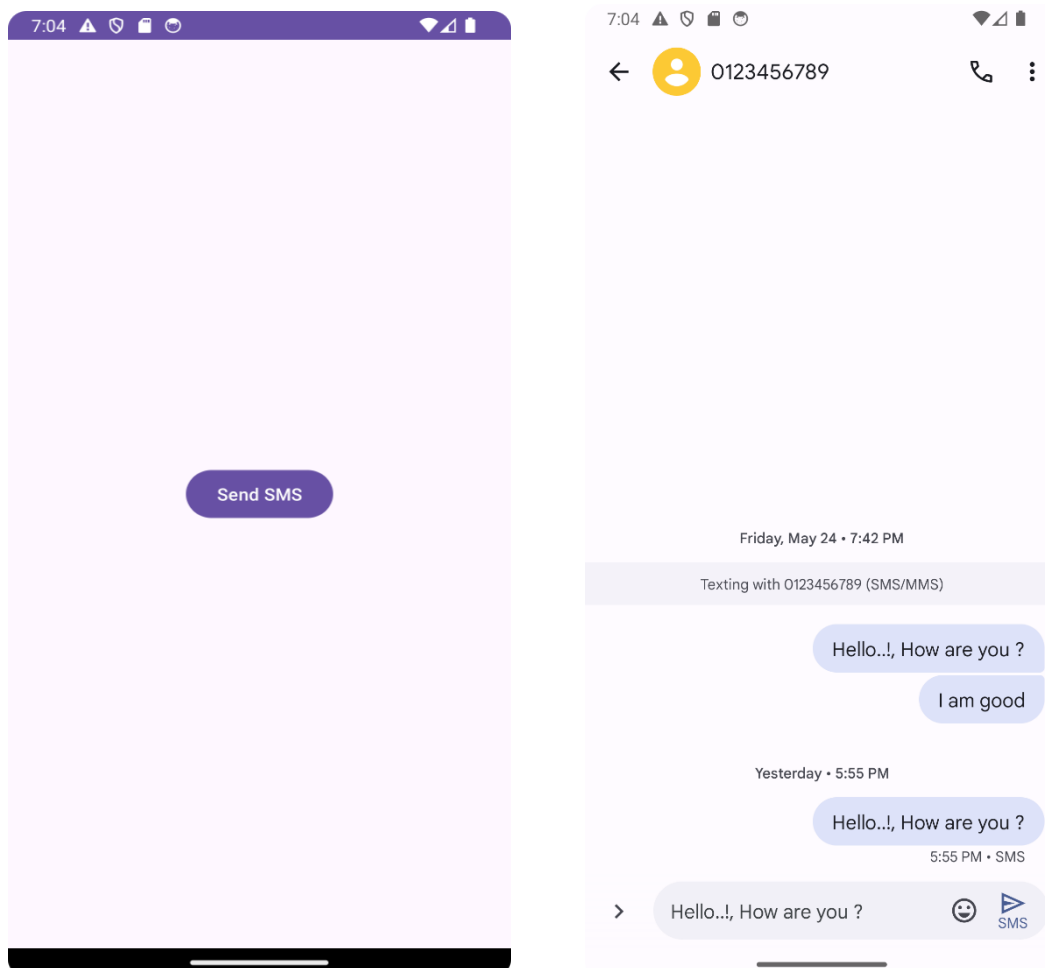 7:04
Send SMS
7:04
0123456789
Friday, May 24 • 7:42 PM
Texting with 0123456789 (SMS/MMS)
Hello..!, How are you ?
I am good
Yesterday • 5:55 PM
Hello..!, How are you ?
5:55 PM • SMS
Hello..!, How are you ?
SMS